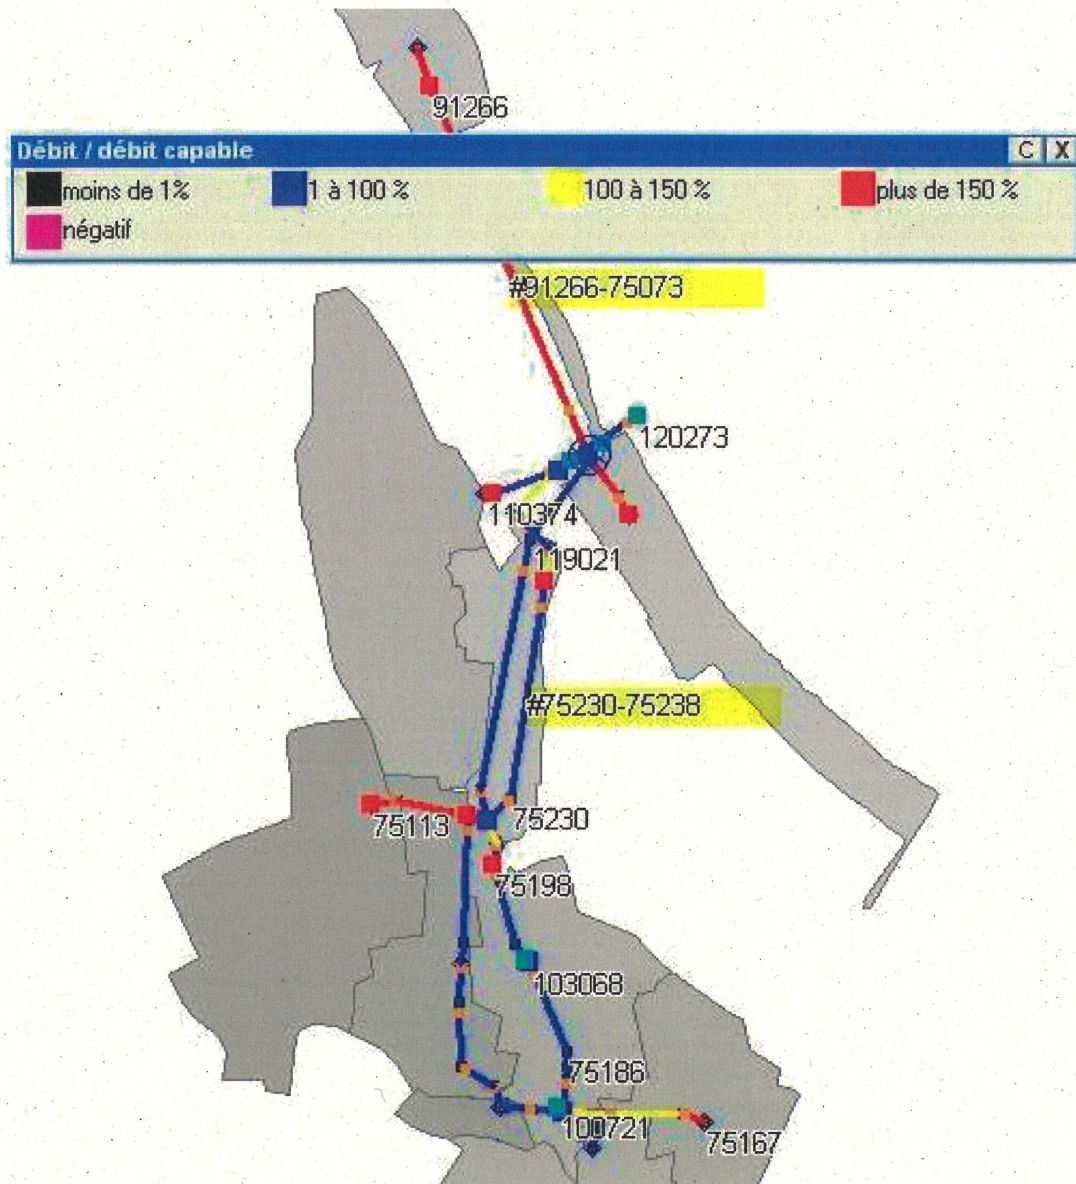 91266
Débit / débit capable
C X
moins de 1%
1 à 100 %
100 à 150 %
plus de 150 %
négatif
#91266-75073
120273
110374
119021
#75230-75238
75113
75230
75198
103068
75186
100721
75167